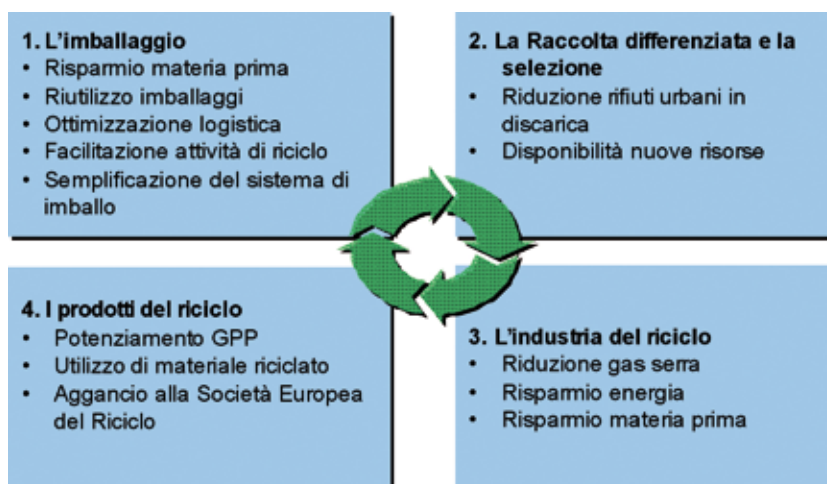 1. L'imballaggio
• Risparmio materia prima
• Riutilizzo imballaggi
• Ottimizzazione logistica
• Facilitazione attività di riciclo
• Semplificazione del sistema di
imballo
2. La Raccolta differenziata e la
selezione
• Riduzione rifiuti urbani in
discarica
• Disponibilità nuove risorse
4. I prodotti del riciclo
• Potenziamento GPP
• Utilizzo di materiale riciclato
• Aggancio alla Società Europea
del Riciclo
3. L'industria del riciclo
• Riduzione gas serra
• Risparmio energia
• Risparmio materia prima